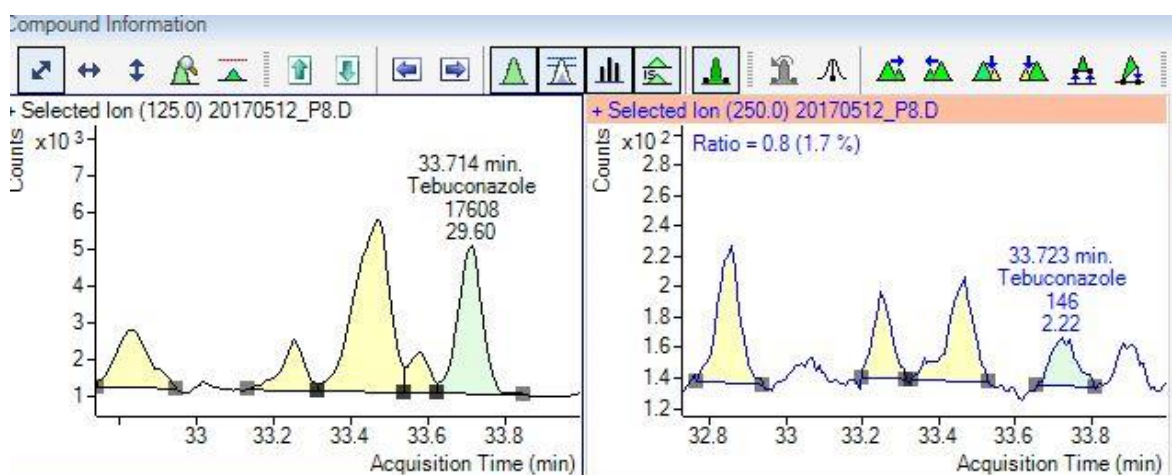 Compound Information
+ Selected Ion (125.0) 20170512_P8.D
Counts
x10 3
7
6
5
4
3
2
1
33.714 min.
Tebuconazole
17608
29.60
33
33.2
33.4
33.6
33.8
Acquisition Time (min)
+ Selected Ion (250.0) 20170512_P8.D
Counts
x10 2
Ratio = 0.8 (1.7 %)
2.8
2.6
2.4
2.2
2
1.8
1.6
1.4
1.2
33.723 min.
Tebuconazole
146
2.22
32.8
33
33.2
33.4
33.6
33.8
Acquisition Time (min)